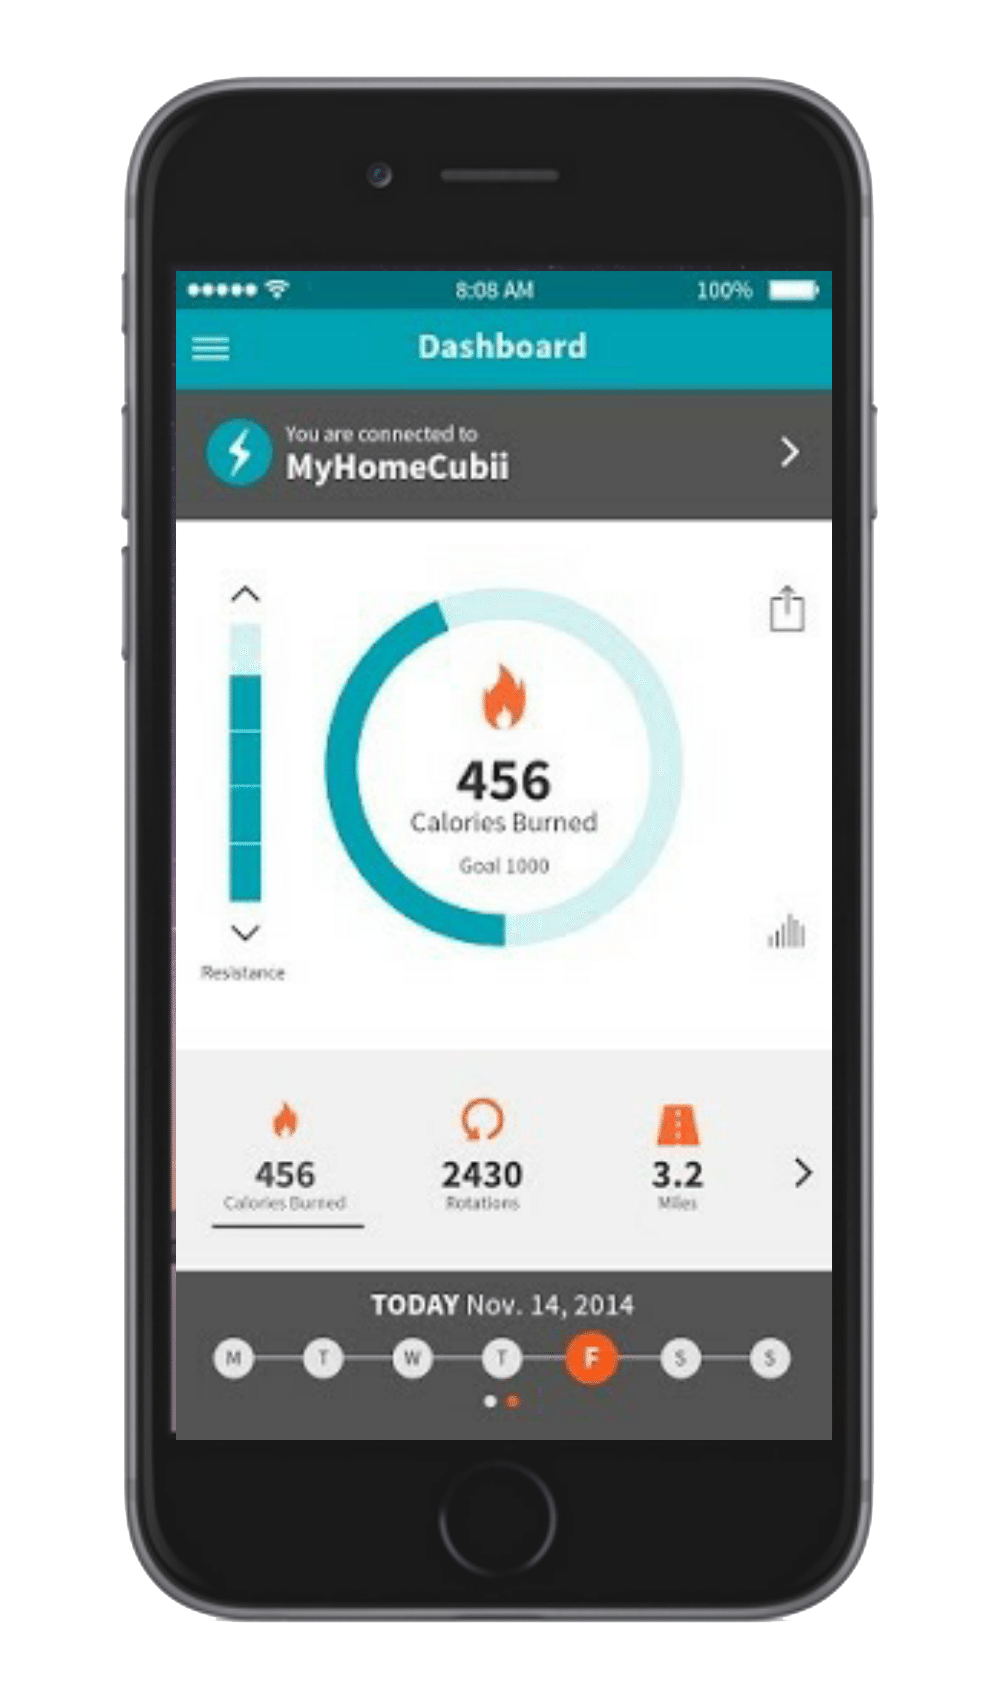 8:08 AM 100%
Dashboard
You are connected to
MyHomeCubii
456
Calories Burned
Goal 1000
Resistance
456 2430 3.2
Calories Burned Rotations Miles
TODAY Nov. 14, 2014
M T W T F S S